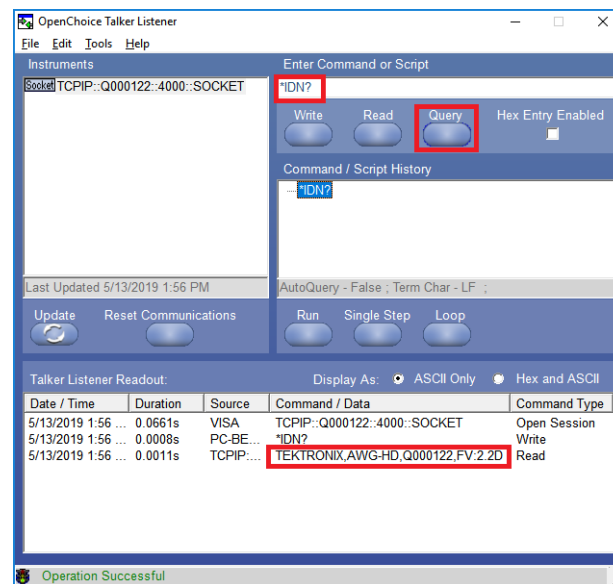 OpenChoice Talker Listener
File Edit Tools Help
Instruments
Enter Command or Script
Socket TCPIP::Q000122::4000::SOCKET
*IDN?
Write Read Query Hex Entry Enabled
Command / Script History
*IDN?
Last Updated 5/13/2019 1:56 PM
AutoQuery - False ; Term Char - LF ;
Update Reset Communications
Run Single Step Loop
Talker Listener Readout:
Display As: ASCII Only Hex and ASCII
Date / Time Duration Source Command / Data Command Type
5/13/2019 1:56 ... 0.0661s VISA TCPIP::Q000122::4000::SOCKET Open Session
5/13/2019 1:56 ... 0.0008s PC-BE... *IDN? Write
5/13/2019 1:56 ... 0.0011s TCPIP:... TEKTRONIX,AWG-HD,Q000122,FV:2.2D Read
Operation Successful